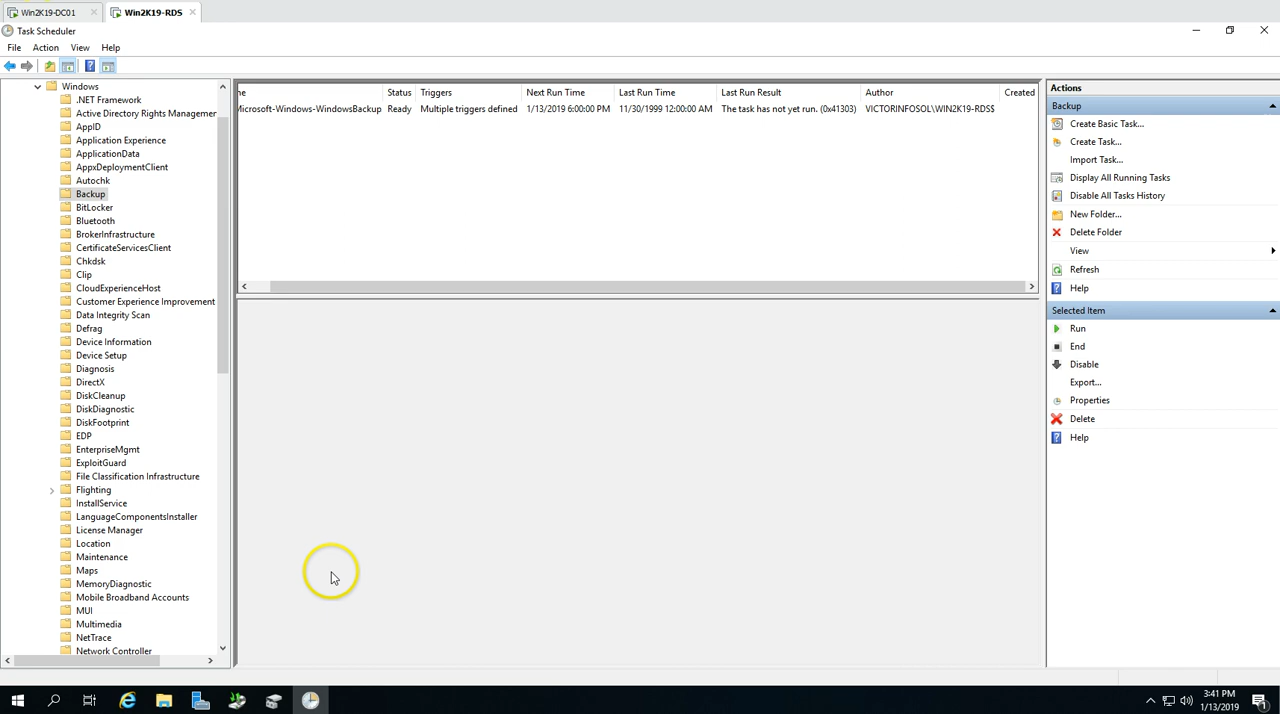 Win2K19-DC01
Win2K19-RDS
Task Scheduler
File Action View Help
Windows
.NET Framework
Active Directory Rights Managemen
AppID
Application Experience
ApplicationData
AppxDeploymentClient
Autochk
Backup
BitLocker
Bluetooth
BrokerInfrastructure
CertificateServicesClient
Chkdsk
Clip
CloudExperienceHost
Customer Experience Improvement
Data Integrity Scan
Defrag
Device Information
Device Setup
Diagnosis
DirectX
DiskCleanup
DiskDiagnostic
DiskFootprint
EDP
EnterpriseMgmt
ExploitGuard
File Classification Infrastructure
Flighting
InstallService
LanguageComponentsInstaller
License Manager
Location
Maintenance
Maps
MemoryDiagnostic
Mobile Broadband Accounts
MUI
Multimedia
NetTrace
Network Controller
me Status Triggers Next Run Time Last Run Time Last Run Result Author Created
Microsoft-Windows-WindowsBackup Ready Multiple triggers defined 1/13/2019 6:00:00 PM 11/30/1999 12:00:00 AM The task has not yet run. (0x41303) VICTORINFOSOL\WIN2K19-RDS$
Actions
Backup
Create Basic Task...
Create Task...
Import Task...
Display All Running Tasks
Disable All Tasks History
New Folder...
Delete Folder
View
Refresh
Help
Selected Item
Run
End
Disable
Export...
Properties
Delete
Help
3:41 PM
1/13/2019
1